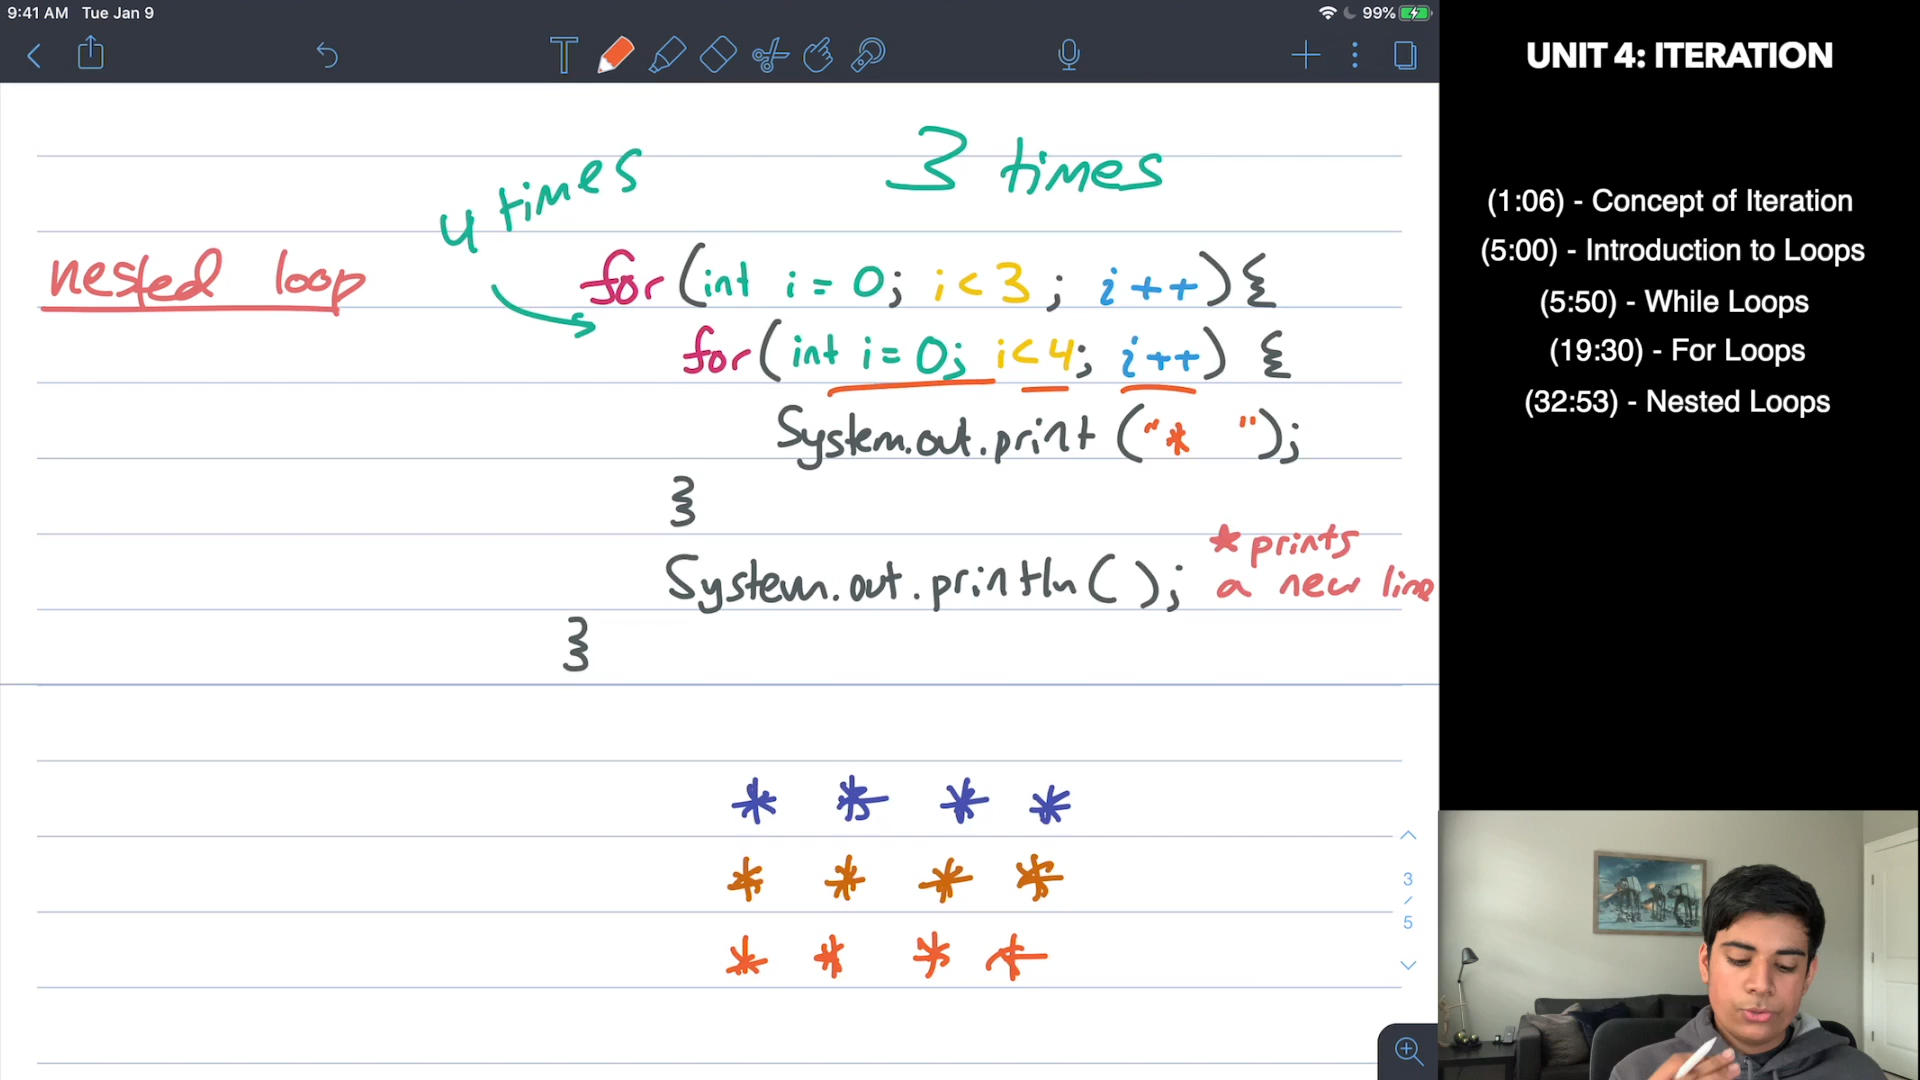 9:41 AM Tue Jan 9
99%
T
UNIT 4: ITERATION
(1:06) - Concept of Iteration
(5:00) - Introduction to Loops
(5:50) - While Loops
(19:30) - For Loops
(32:53) - Nested Loops
4 times
3 times
nested loop
for (int i = 0; i < 3 ; i ++) {
for ( int i = 0; i < 4; i ++) {
System.out.print ("* ");
}
System.out.println ( );
* prints
a new line
}
* * * *
* * * *
* * * *
3
/
5